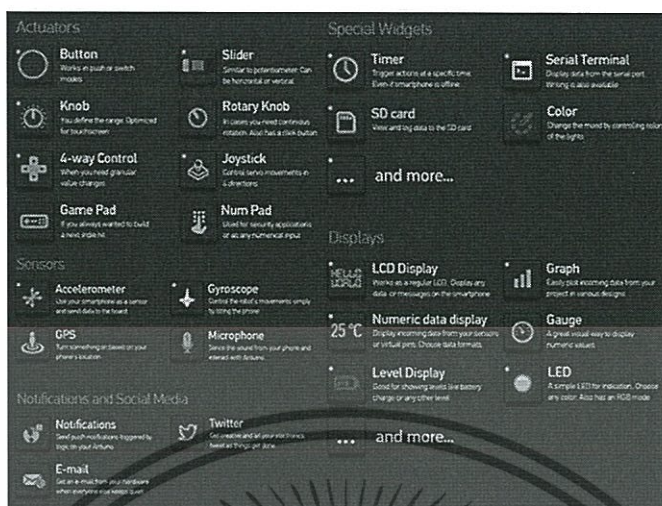 Actuators
Button
Works in push or switch
modes
Slider
Similar to potentiometer. Can
be horizontal or vertical
Knob
You define the range. Optimized
for touchscreen
Rotary Knob
In cases you need continuous
rotation. Also has a click button
4-way Control
When you need granular
value changes
Joystick
Control servo movements in
4 directions
Game Pad
If you always wanted to build
a next indie hit
Num Pad
Used for security applications
or as any numerical input
Sensors
Accelerometer
Use your smartphone as a sensor
and send data to the board
Gyroscope
Control the robot's movements simply
by tilting the phone
GPS
Turn something on based on your
phone's location
Microphone
Sense the sound from your phone and
interact with Arduino
Notifications and Social Media
Notifications
Send push notifications triggered by
logic on your Arduino
Twitter
Get creative and let your electronics
tweet as things get done
E-mail
Get an e-mail from your hardware
when everyone else keeps quiet
Special Widgets
Timer
Trigger actions at a specific time.
Even if smartphone is offline
Serial Terminal
Display data from the serial port.
Writing is also available
SD card
View and log data to the SD card
Color
Change the mood by controlling color
of the lights
... and more...
Displays
HELLO
WORLD
LCD Display
Works as a regular LCD. Display any
data or messages on the smartphone
Graph
Easily plot incoming data from your
project in various designs
25 °C
Numeric data display
Display incoming data from your sensors
or virtual pins. Choose data formats.
Gauge
A great visual way to display
numeric values
Level Display
Good for showing levels like battery
charge or any other level
LED
A simple LED for indication. Choose
any color. Also has an RGB mode
... and more...